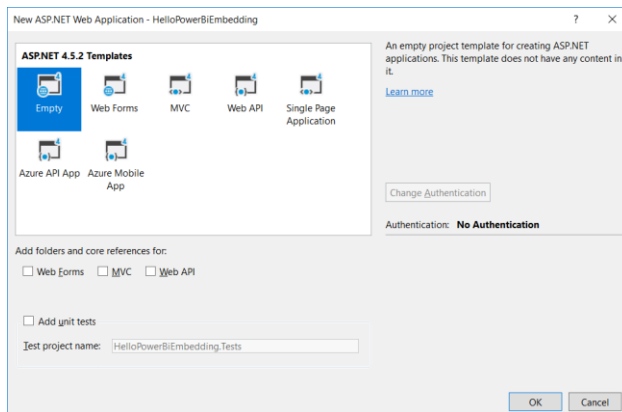 New ASP.NET Web Application - HelloPowerBiEmbedding
? ×
ASP.NET 4.5.2 Templates
Empty
Web Forms
MVC
Web API
Single Page
Application
Azure API App
Azure Mobile
App
An empty project template for creating ASP.NET
applications. This template does not have any content in
it.
Learn more
Change Authentication
Authentication: No Authentication
Add folders and core references for:
Web Forms MVC Web API
Add unit tests
Test project name: HelloPowerBiEmbedding.Tests
OK Cancel